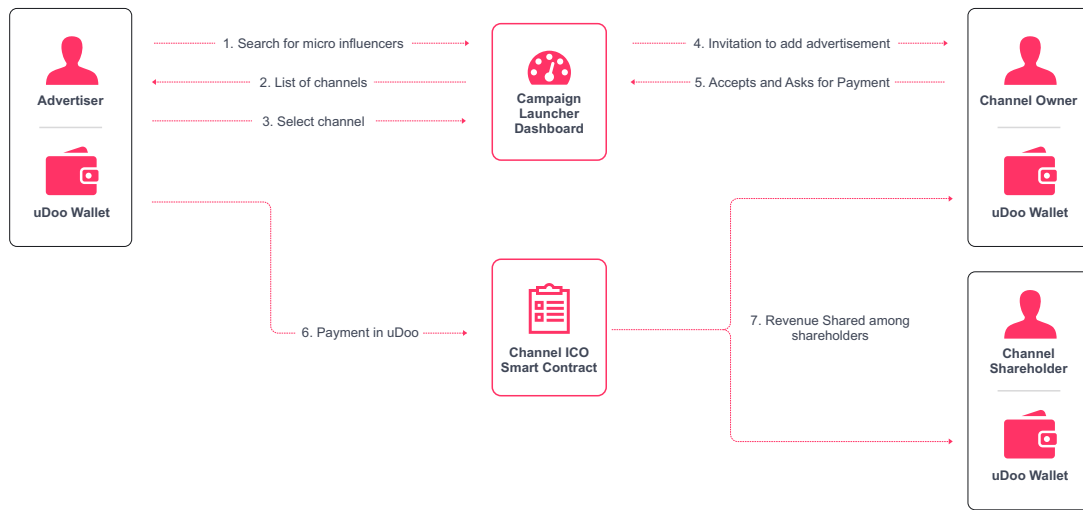 1. Search for micro influencers
2. List of channels
3. Select channel
Advertiser
uDoo Wallet
Campaign
Launcher
Dashboard
4. Invitation to add advertisement
5. Accepts and Asks for Payment
Channel Owner
uDoo Wallet
6. Payment in uDoo
Channel ICO
Smart Contract
7. Revenue Shared among
shareholders
Channel
Shareholder
uDoo Wallet